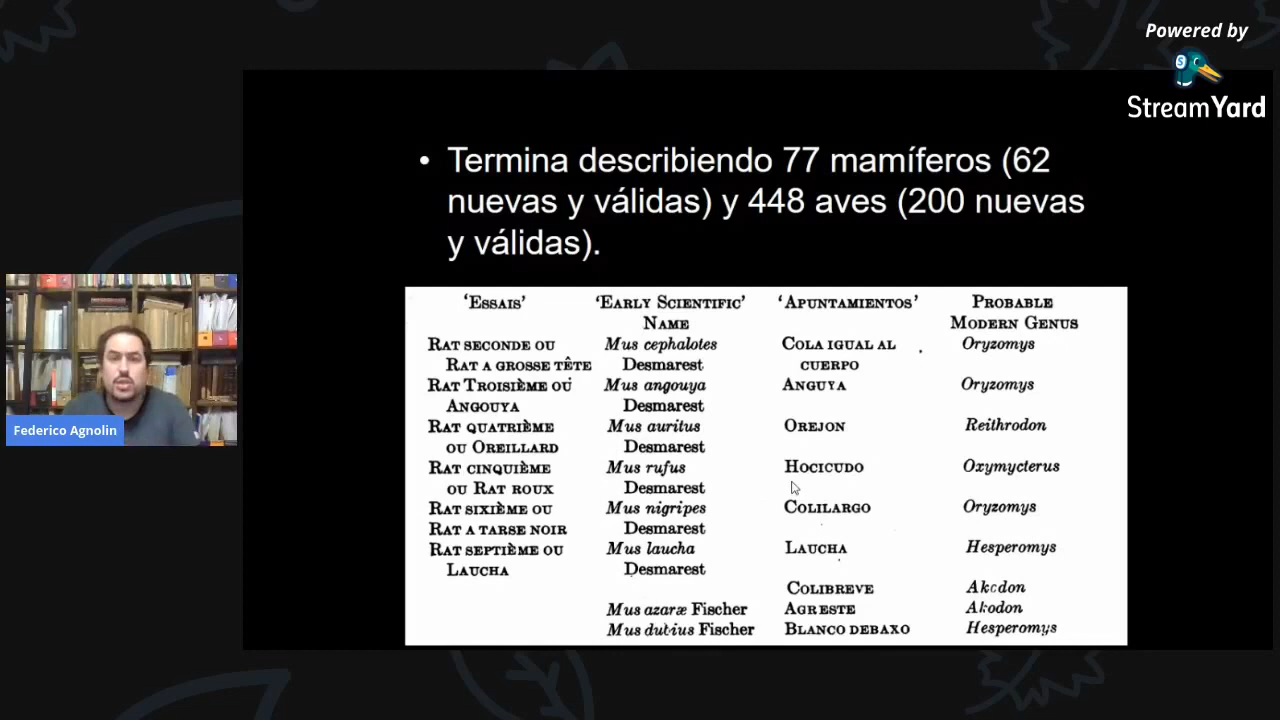 Powered by
StreamYard
• Termina describiendo 77 mamíferos (62
nuevas y válidas) y 448 aves (200 nuevas
y válidas).
'ESSAIS' 'EARLY SCIENTIFIC' 'APUNTAMIENTOS' PROBABLE
NAME MODERN GENUS
RAT SECONDE OU Mus cephalotes COLA IGUAL AL Oryzomys
RAT A GROSSE TÊTE Desmarest CUERPO
RAT TROISIÈME OU Mus angouya ANGUYA Oryzomys
ANGOUYA Desmarest
RAT QUATRIÈME Mus auritus OREJON Reithrodon
OU OREILLARD Desmarest
RAT CINQUIÈME Mus rufus HOCICUDO Oxymycterus
OU RAT ROUX Desmarest
RAT SIXIÈME OU Mus nigripes COLILARGO Oryzomys
RAT A TARSE NOIR Desmarest
RAT SEPTIÈME OU Mus laucha LAUCHA Hesperomys
LAUCHA Desmarest
COLIBREVE Akodon
Mus azaræ Fischer AGRESTE Akodon
Mus dubius Fischer BLANCO DEBAXO Hesperomys
Federico Agnolin